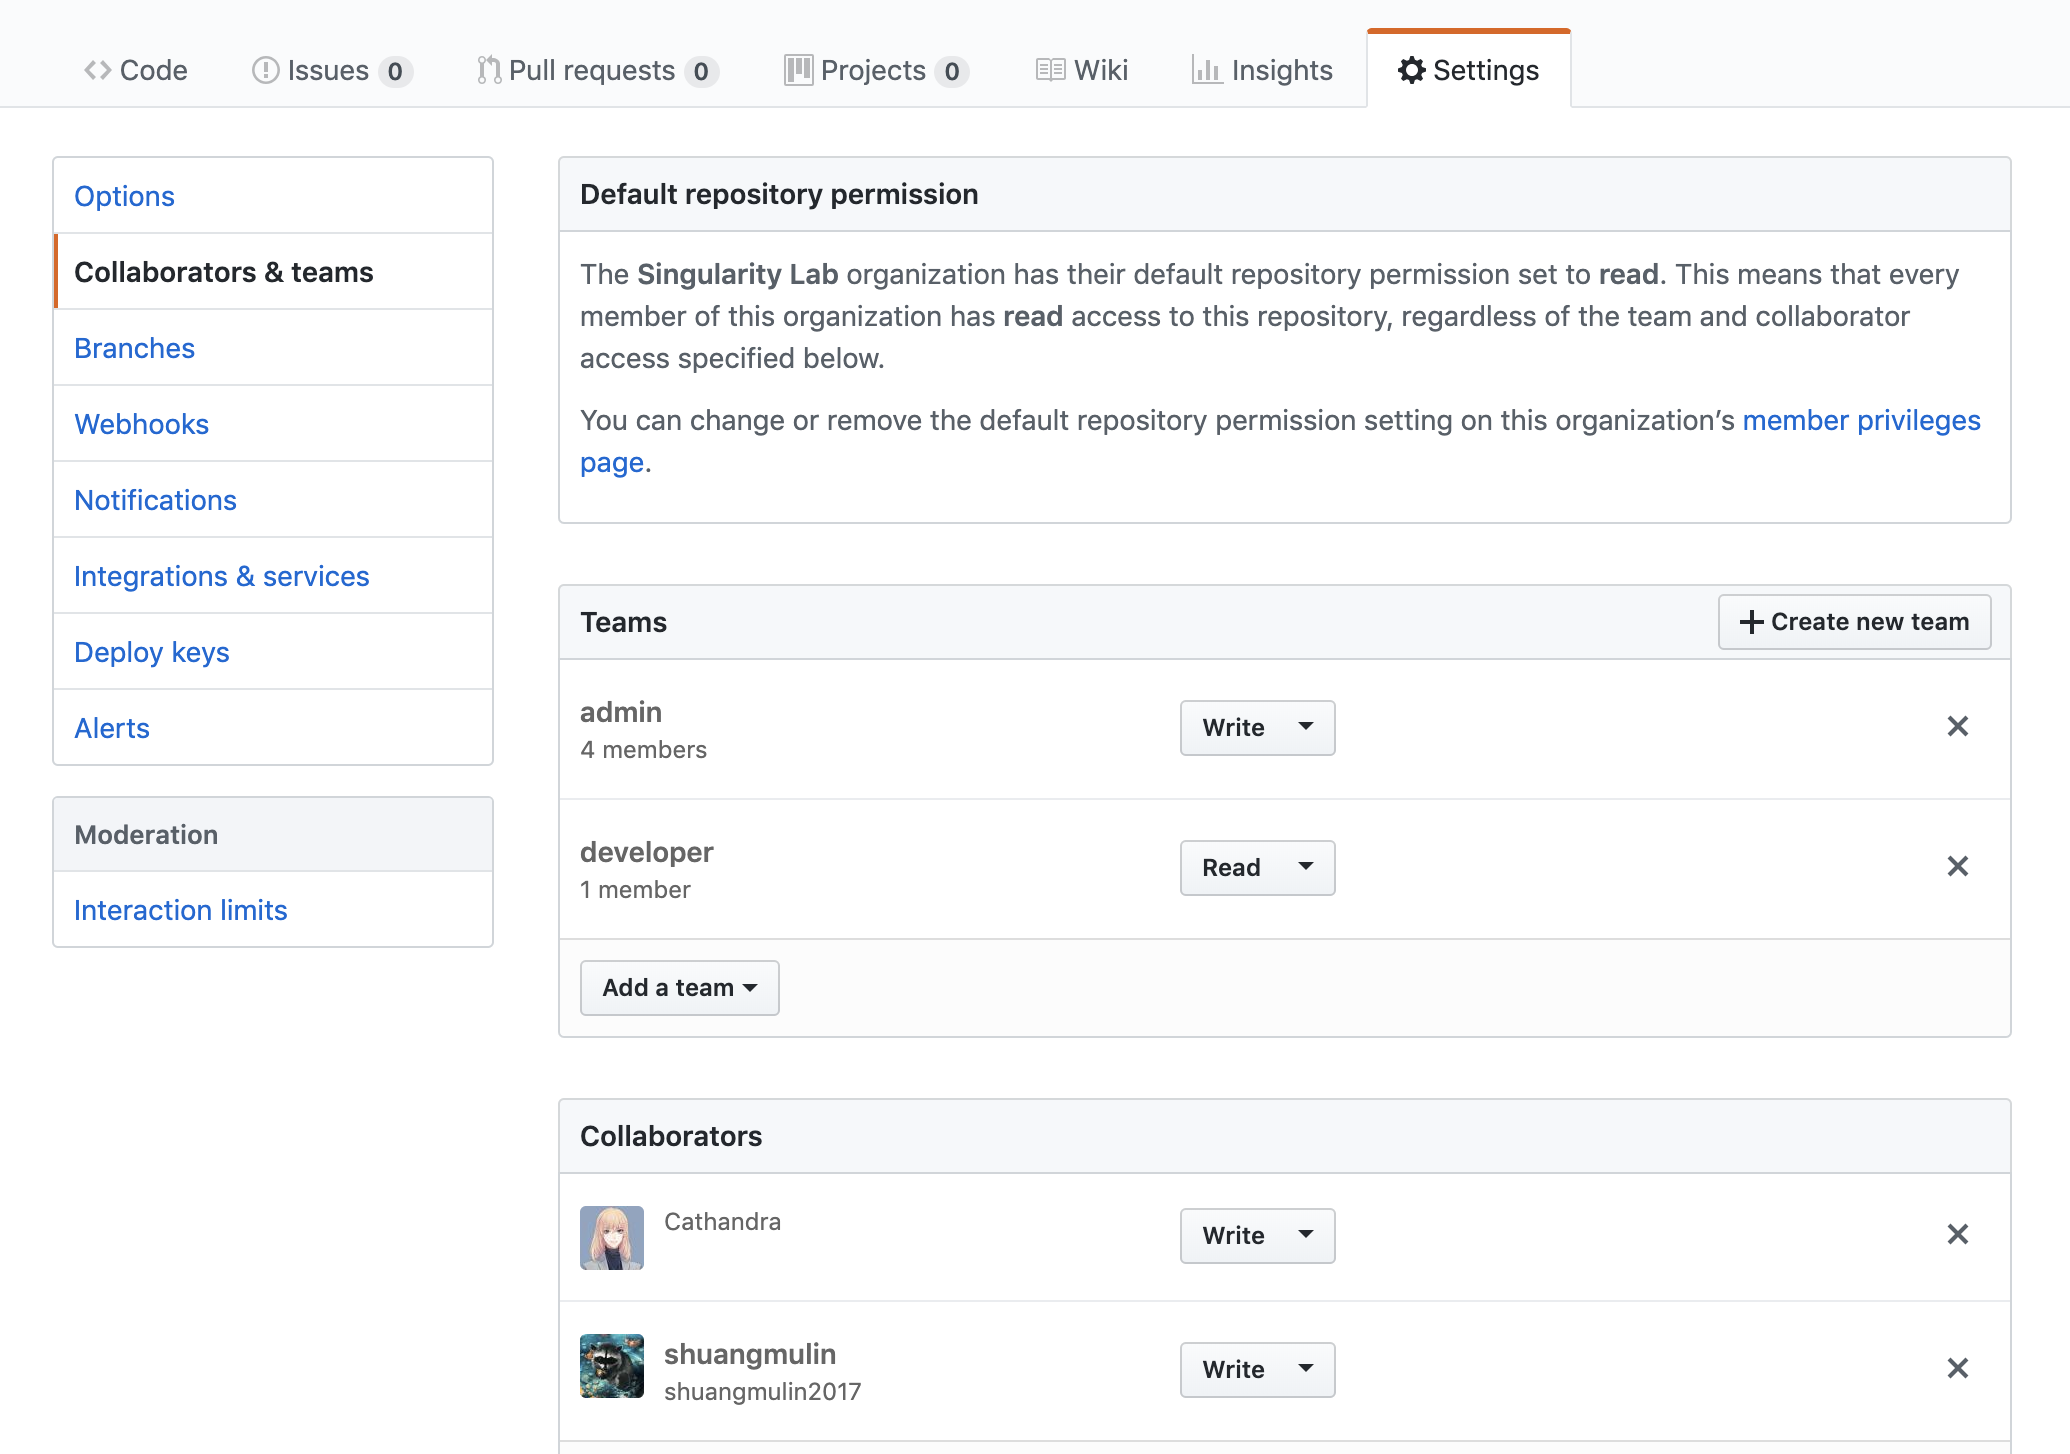 Code Issues 0 Pull requests 0 Projects 0 Wiki Insights Settings
Options
Collaborators & teams
Branches
Webhooks
Notifications
Integrations & services
Deploy keys
Alerts
Moderation
Interaction limits
Default repository permission
The Singularity Lab organization has their default repository permission set to read. This means that every
member of this organization has read access to this repository, regardless of the team and collaborator
access specified below.
You can change or remove the default repository permission setting on this organization’s member privileges
page.
Teams
Create new team
admin
4 members
Write
developer
1 member
Read
Add a team
Collaborators
Cathandra
Write
shuangmulin
shuangmulin2017
Write